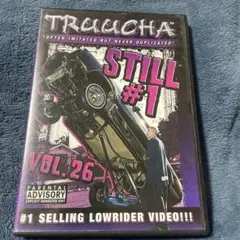 TRUUCHA
"OFTEN IMITATED BUT NEVER DUPLICATED"
STILL
#1
VOL. 26
PARENTAL
ADVISORY
#1 SELLING LOWRIDER VIDEO!!!